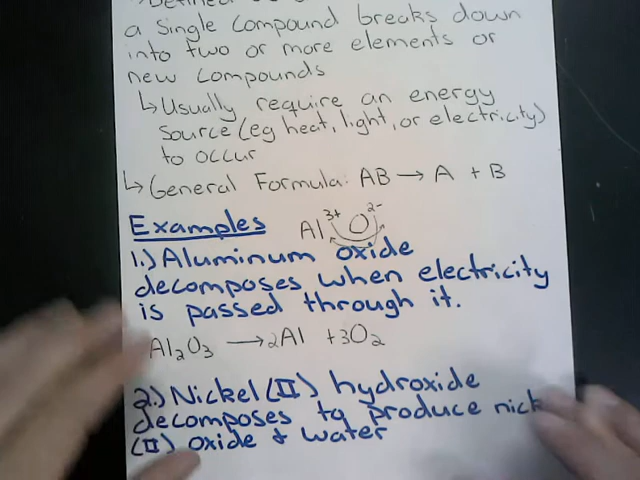 a single compound breaks down
into two or more elements or
new compounds
↳ Usually require an energy
source (eg heat, light, or electricity)
to occur
↳ General Formula: AB → A + B
Examples
Al³⁺ O²⁻
1.) Aluminum oxide
decomposes when electricity
is passed through it.
Al₂O₃ → 2Al + 3O₂
2.) Nickel (II) hydroxide
decomposes to produce nick
(II) oxide & water